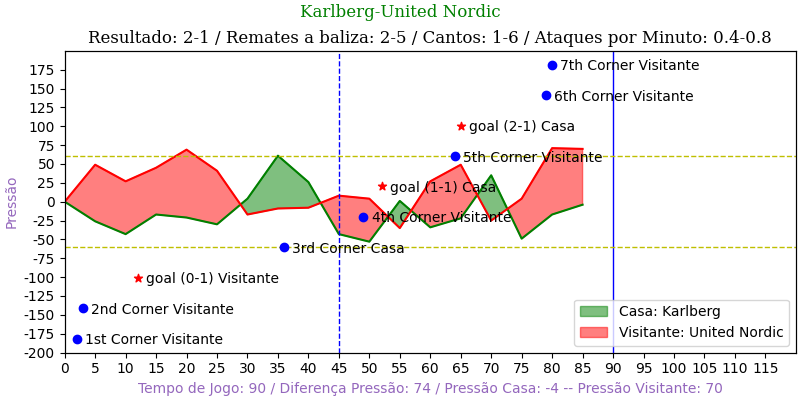 Karlberg-United Nordic
Resultado: 2-1 / Remates a baliza: 2-5 / Cantos: 1-6 / Ataques por Minuto: 0.4-0.8
175
150
125
100
75
50
25
0
-25
-50
-75
-100
-125
-150
-175
-200
Pressão
7th Corner Visitante
6th Corner Visitante
goal (2-1) Casa
5th Corner Visitante
goal (1-1) Casa
4th Corner Visitante
3rd Corner Casa
goal (0-1) Visitante
2nd Corner Visitante
1st Corner Visitante
Casa: Karlberg
Visitante: United Nordic
0 5 10 15 20 25 30 35 40 45 50 55 60 65 70 75 80 85 90 95 100 105 110 115
Tempo de Jogo: 90 / Diferença Pressão: 74 / Pressão Casa: -4 -- Pressão Visitante: 70